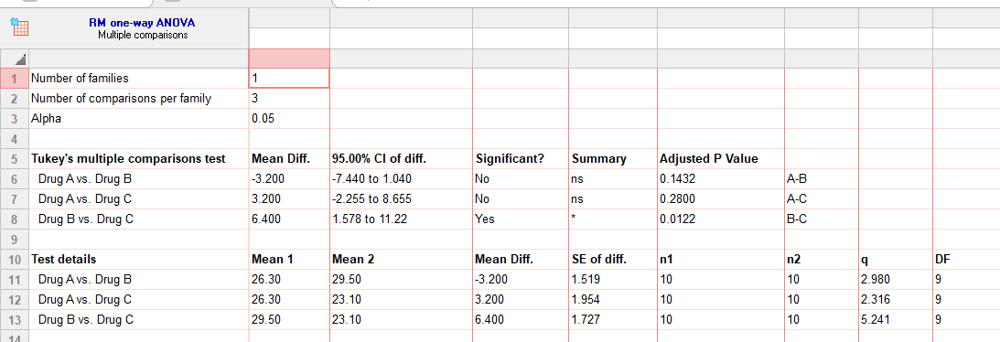 RM one-way ANOVA
Multiple comparisons
1 Number of families 1
2 Number of comparisons per family 3
3 Alpha 0.05
4
5 Tukey's multiple comparisons test Mean Diff. 95.00% CI of diff. Significant? Summary Adjusted P Value
6 Drug A vs. Drug B -3.200 -7.440 to 1.040 No ns 0.1432 A-B
7 Drug A vs. Drug C 3.200 -2.255 to 8.655 No ns 0.2800 A-C
8 Drug B vs. Drug C 6.400 1.578 to 11.22 Yes * 0.0122 B-C
9
10 Test details Mean 1 Mean 2 Mean Diff. SE of diff. n1 n2 q DF
11 Drug A vs. Drug B 26.30 29.50 -3.200 1.519 10 10 2.980 9
12 Drug A vs. Drug C 26.30 23.10 3.200 1.954 10 10 2.316 9
13 Drug B vs. Drug C 29.50 23.10 6.400 1.727 10 10 5.241 9
14